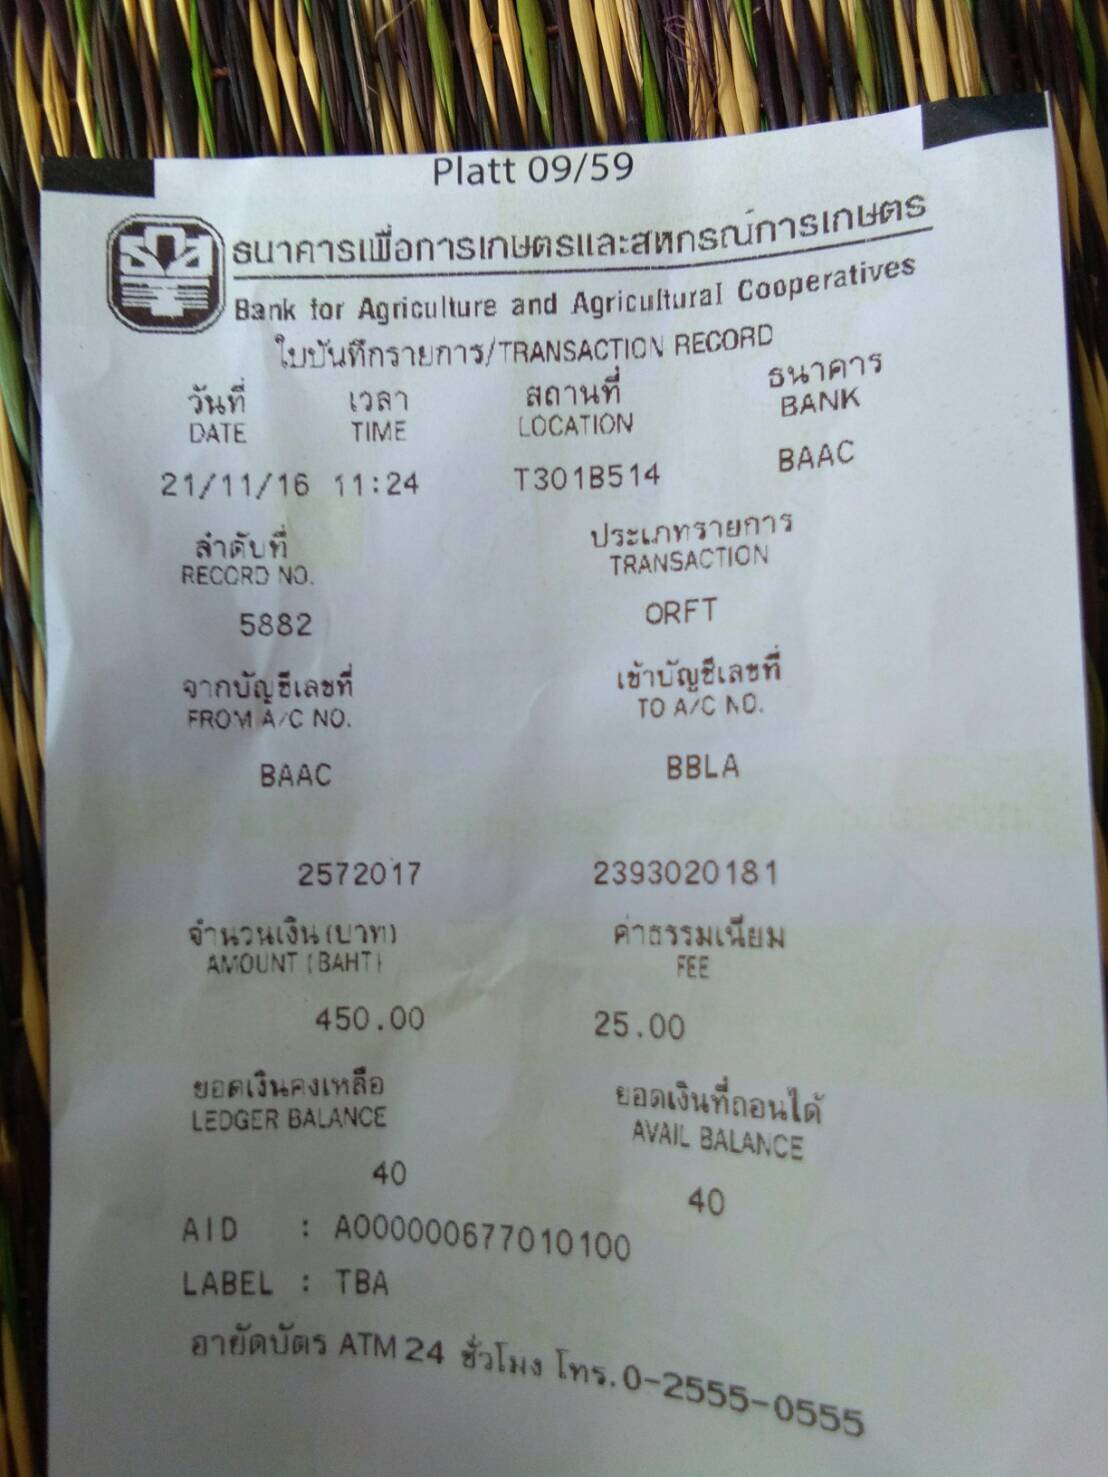 Platt 09/59
ธนาคารเพื่อการเกษตรและสหกรณ์การเกษตร
Bank for Agriculture and Agricultural Cooperatives
ใบบันทึกรายการ/TRANSACTION RECORD
วันที่ เวลา สถานที่ ธนาคาร
DATE TIME LOCATION BANK
21/11/16 11:24 T301B514 BAAC
ลำดับที่ ประเภทรายการ
RECORD NO. TRANSACTION
5882 ORFT
จากบัญชีเลขที่ เข้าบัญชีเลขที่
FROM A/C NO. TO A/C NO.
BAAC BBLA
2572017 2393020181
จำนวนเงิน(บาท) ค่าธรรมเนียม
AMOUNT (BAHT) FEE
450.00 25.00
ยอดเงินคงเหลือ ยอดเงินที่ถอนได้
LEDGER BALANCE AVAIL BALANCE
40 40
AID : A000000677010100
LABEL : TBA
อายัดบัตร ATM 24 ชั่วโมง โทร. 0-2555-0555